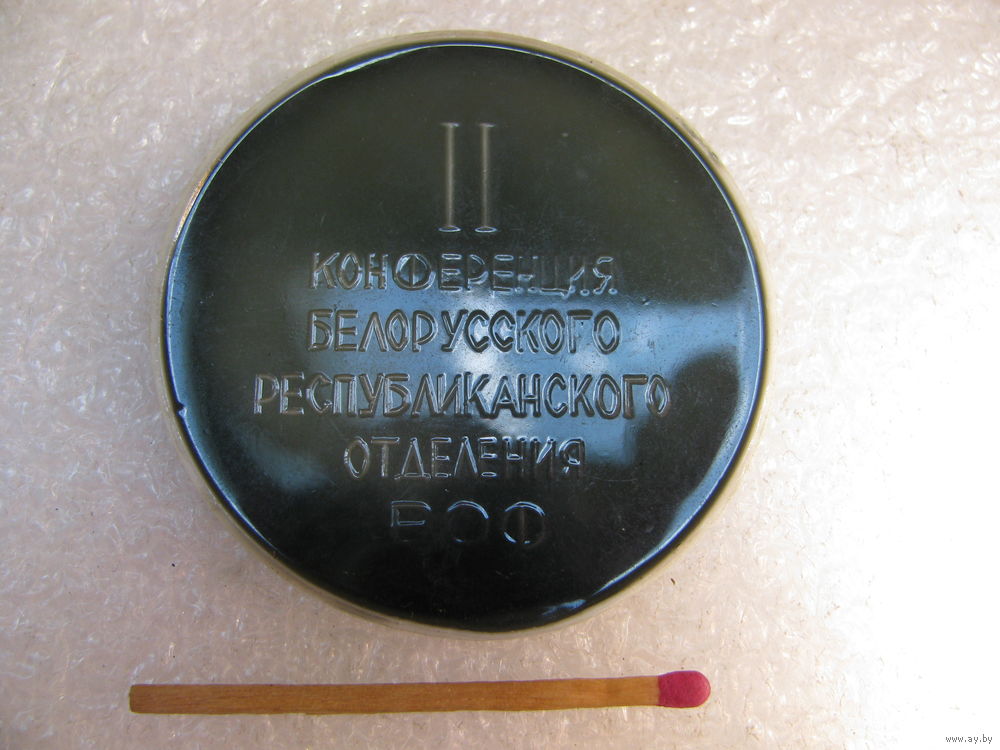 II
КОНФЕРЕНЦИЯ
БЕЛОРУССКОГО
РЕСПУБЛИКАНСКОГО
ОТДЕЛЕНИЯ
ВОФ
www.ay.by